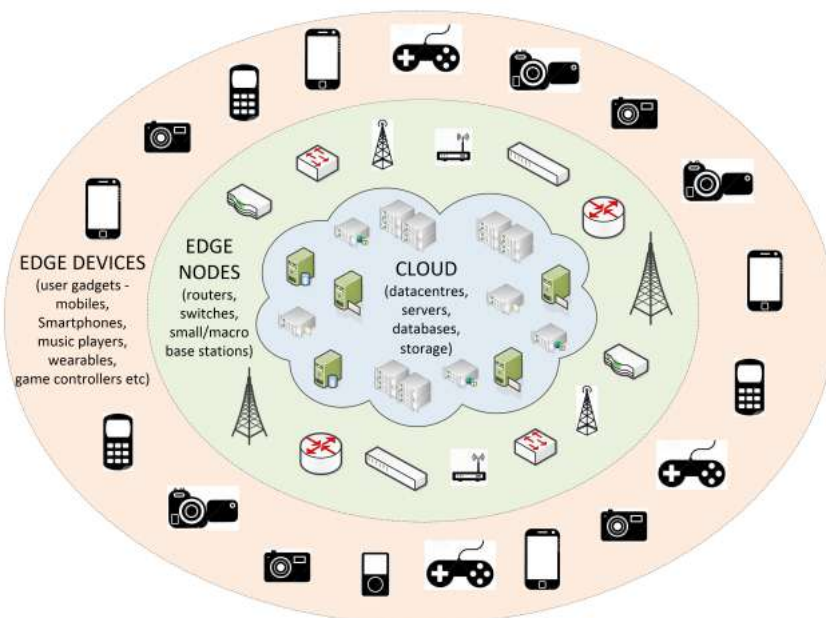 EDGE DEVICES
(user gadgets -
mobiles,
Smartphones,
music players,
wearables,
game controllers etc)
EDGE
NODES
(routers,
switches,
small/macro
base stations)
CLOUD
(datacentres,
servers,
databases,
storage)